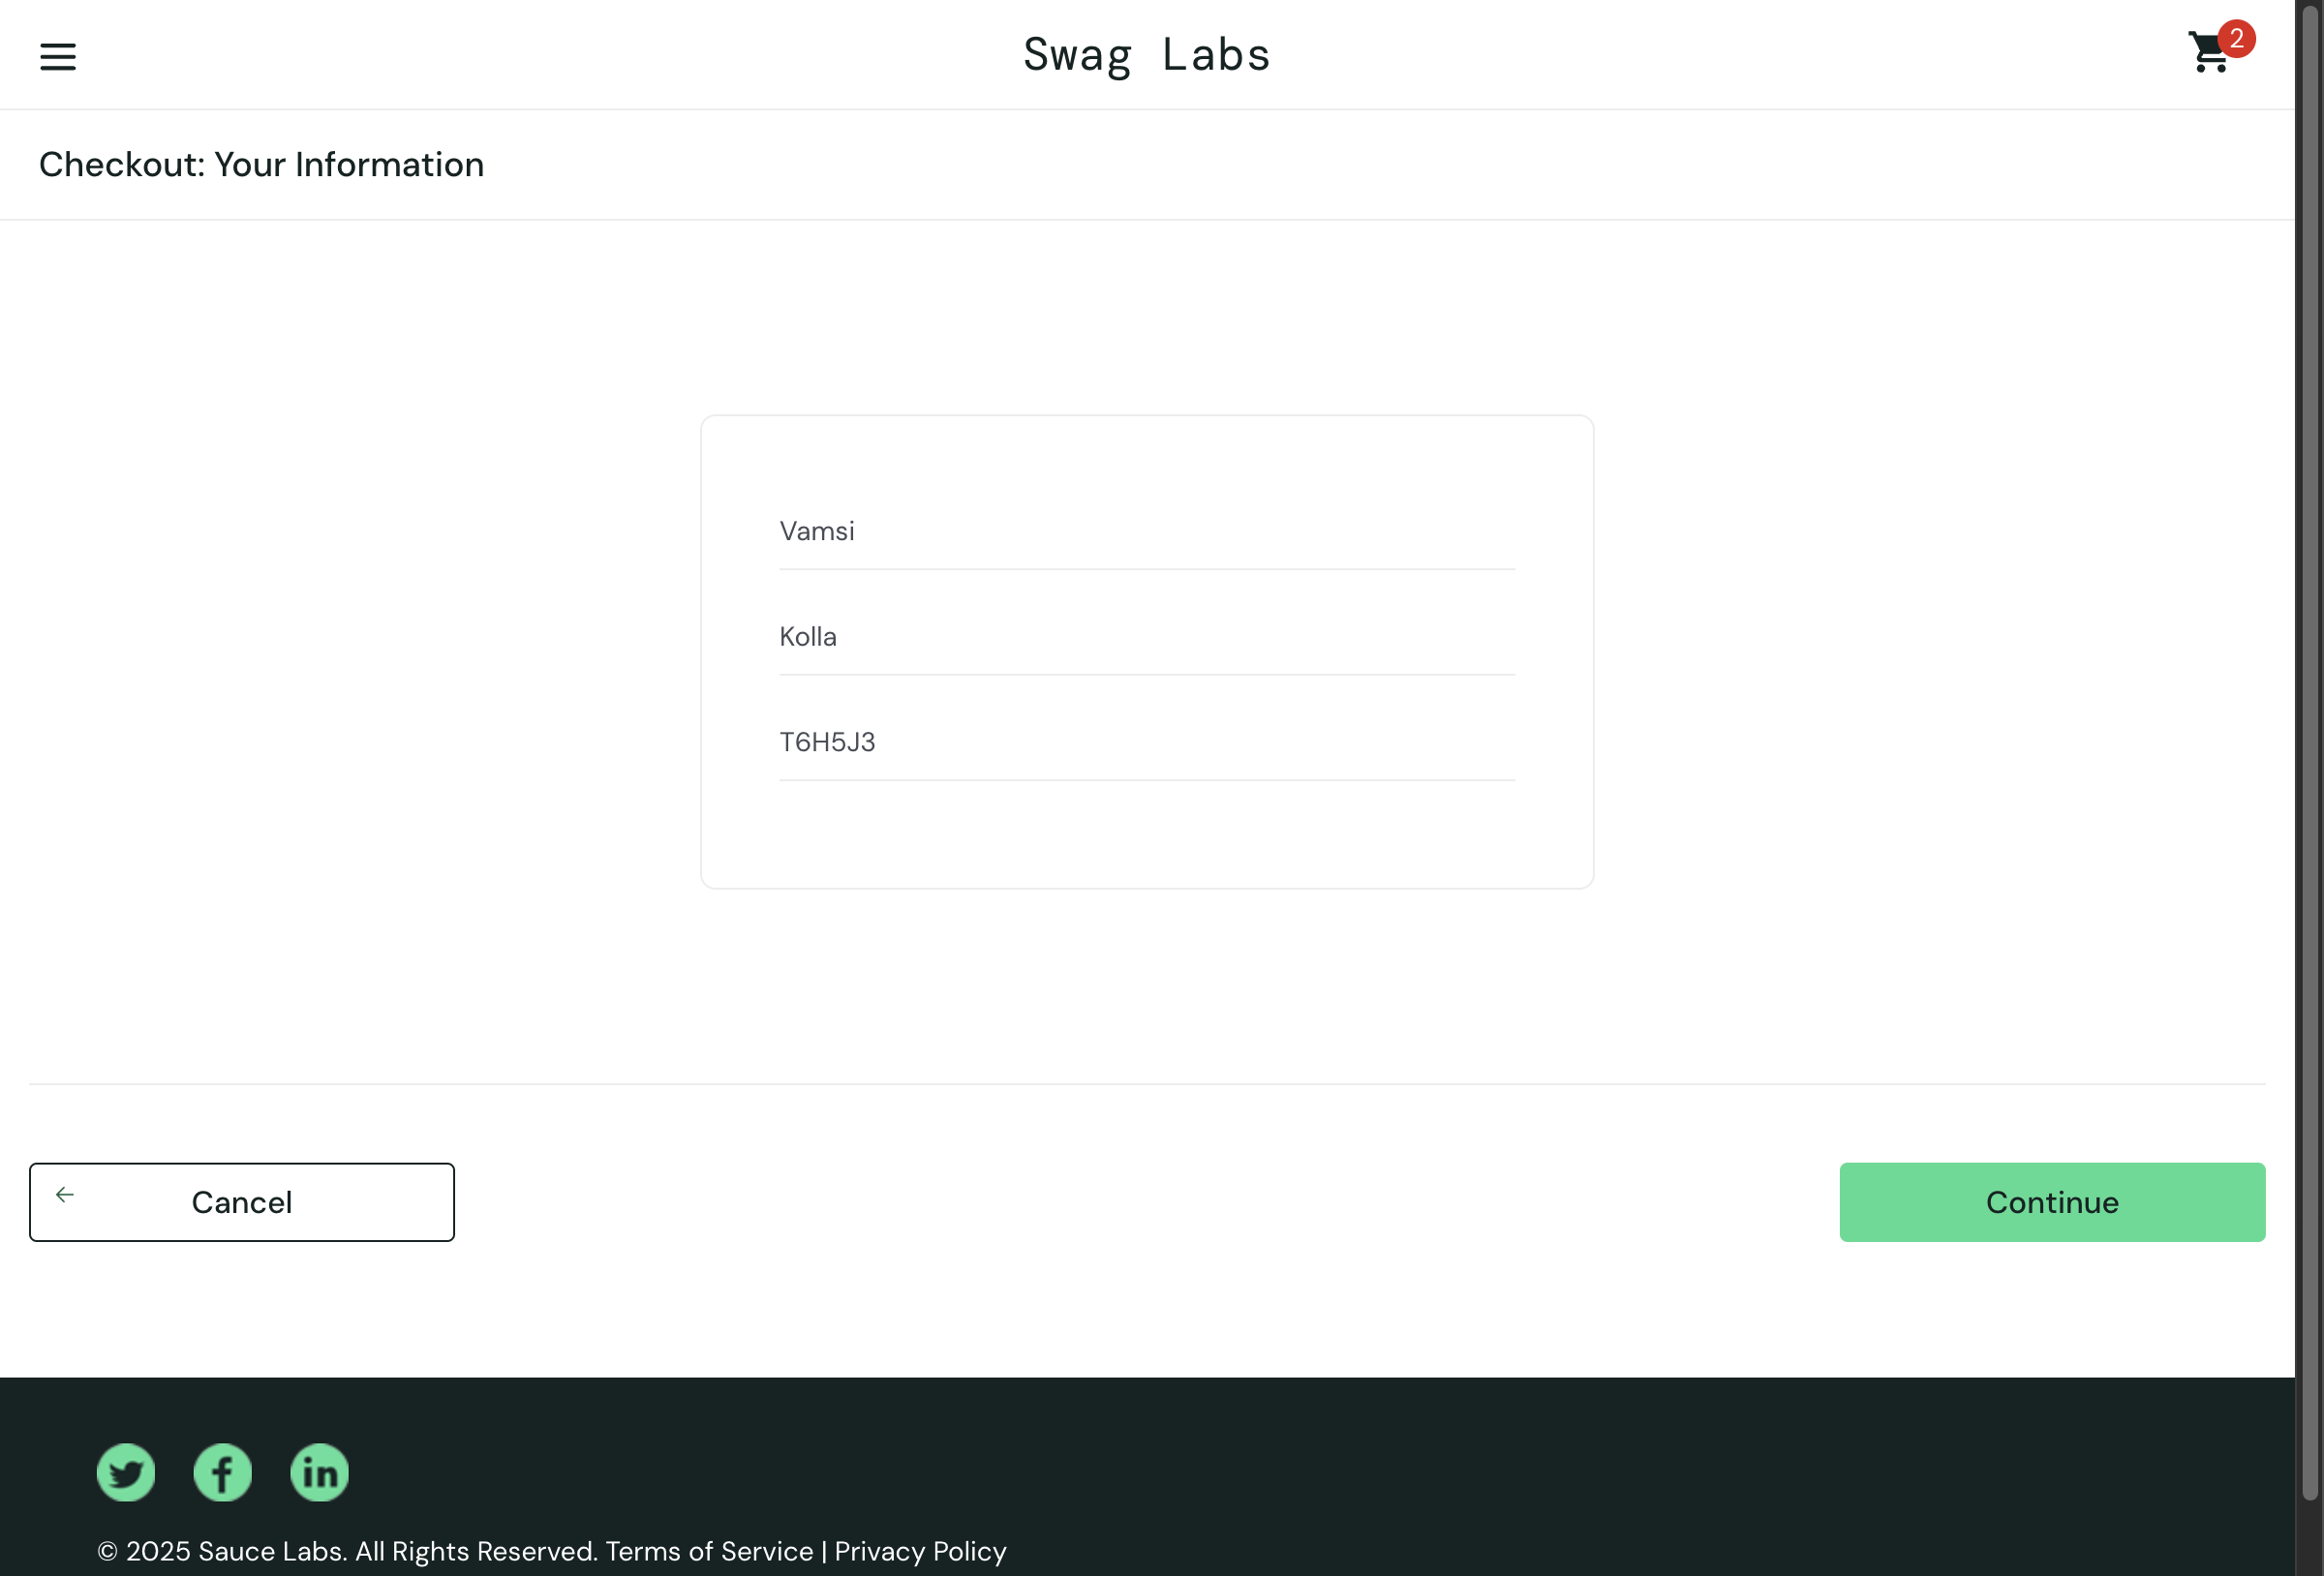 Swag Labs
2
Checkout: Your Information
Vamsi
Kolla
T6H5J3
Cancel
Continue
© 2025 Sauce Labs. All Rights Reserved. Terms of Service | Privacy Policy